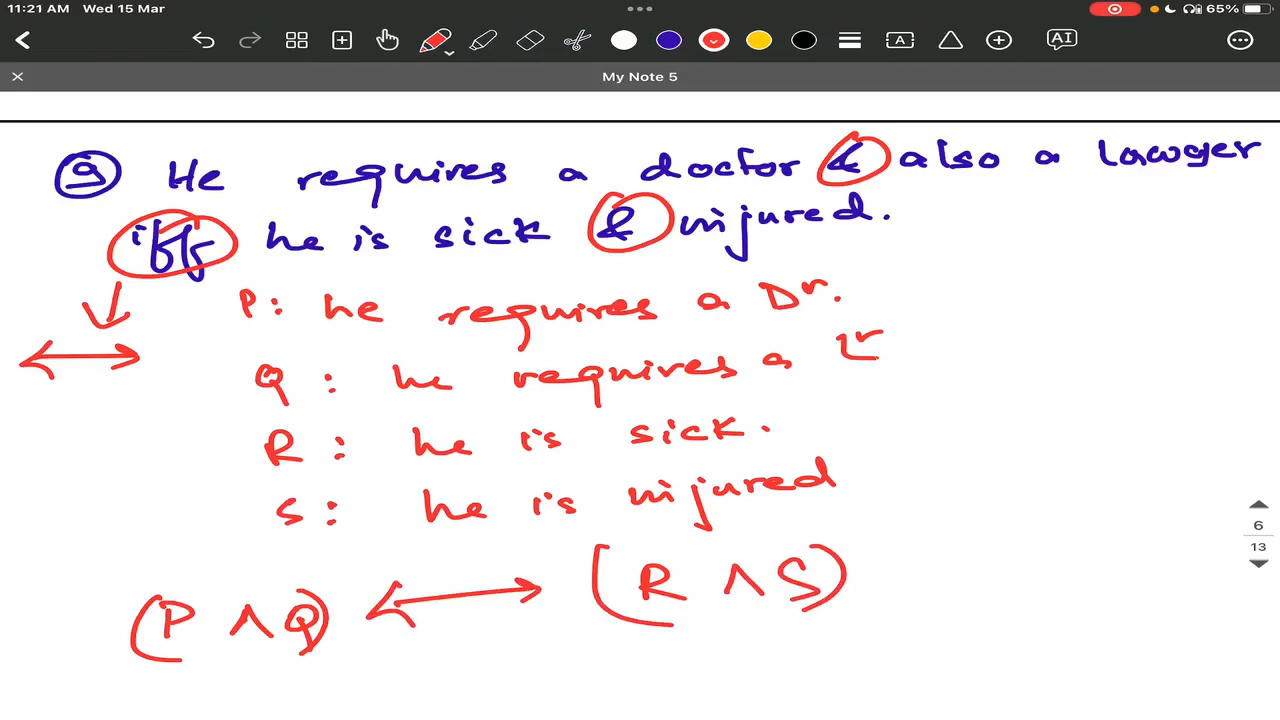 11:21 AM Wed 15 Mar
65%
A
AI
My Note 5
9 He requires a doctor & also a lawyer
iff he is sick & injured.
P: he requires a Dr.
Q : he requires a Lr
R : he is sick.
S : he is injured
(P ∧ Q) ↔ (R ∧ S)
6
13